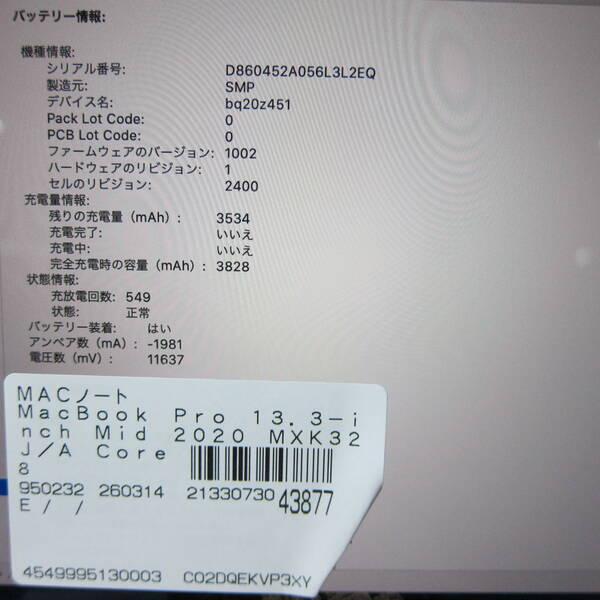 バッテリー情報:
機種情報:
シリアル番号: D860452A056L3L2EQ
製造元: SMP
デバイス名: bq20z451
Pack Lot Code: 0
PCB Lot Code: 0
ファームウェアのバージョン: 1002
ハードウェアのリビジョン: 1
セルのリビジョン: 2400
充電量情報:
残りの充電量（mAh）: 3534
充電完了: いいえ
充電中: いいえ
完全充電時の容量（mAh）: 3828
状態情報:
充放電回数: 549
状態: 正常
バッテリー装着: はい
アンペア数（mA）: -1981
電圧数（mV）: 11637
MACノート
MacBook Pro 13.3-i
nch Mid 2020 MXK32
J/A Core
8
950232 260314 21330730 43877
E / /
4549995130003 C02DQEKVP3XY